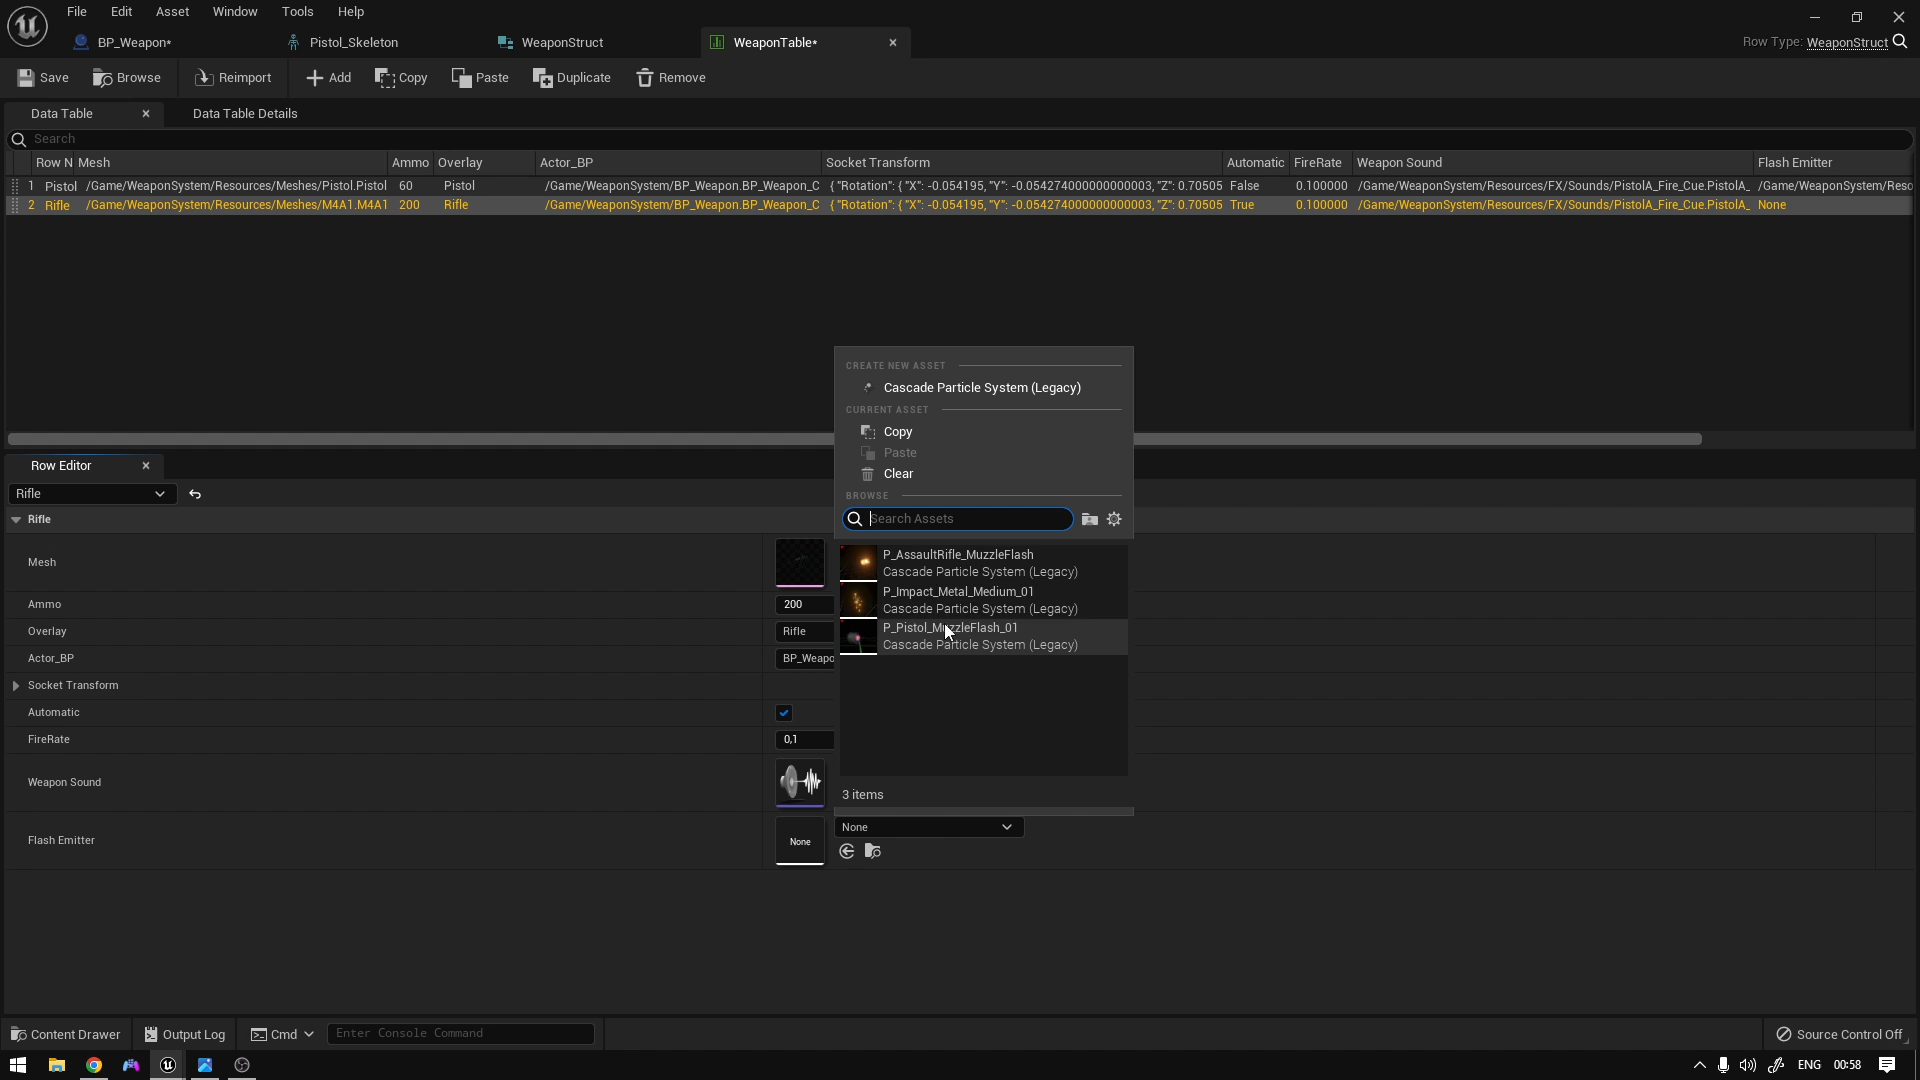 File Edit Asset Window Tools Help
BP_Weapon* Pistol_Skeleton WeaponStruct WeaponTable* Row Type: WeaponStruct
Save Browse Reimport Add Copy Paste Duplicate Remove
Data Table Data Table Details
Search
Row N Mesh Ammo Overlay Actor_BP Socket Transform Automatic FireRate Weapon Sound Flash Emitter
1 Pistol /Game/WeaponSystem/Resources/Meshes/Pistol.Pistol 60 Pistol /Game/WeaponSystem/BP_Weapon.BP_Weapon_C { "Rotation": { "X": -0.054195, "Y": -0.054274000000000003, "Z": 0.70505 False 0.100000 /Game/WeaponSystem/Resources/FX/Sounds/PistolA_Fire_Cue.PistolA_ /Game/WeaponSystem/Reso
2 Rifle /Game/WeaponSystem/Resources/Meshes/M4A1.M4A1 200 Rifle /Game/WeaponSystem/BP_Weapon.BP_Weapon_C { "Rotation": { "X": -0.054195, "Y": -0.054274000000000003, "Z": 0.70505 True 0.100000 /Game/WeaponSystem/Resources/FX/Sounds/PistolA_Fire_Cue.PistolA_ None
CREATE NEW ASSET
Cascade Particle System (Legacy)
CURRENT ASSET
Copy
Paste
Clear
BROWSE
Search Assets
P_AssaultRifle_MuzzleFlash
Cascade Particle System (Legacy)
P_Impact_Metal_Medium_01
Cascade Particle System (Legacy)
P_Pistol_MuzzleFlash_01
Cascade Particle System (Legacy)
3 items
Row Editor
Rifle
Rifle
Mesh
Ammo 200
Overlay Rifle
Actor_BP BP_Weapo
Socket Transform
Automatic
FireRate 0,1
Weapon Sound
Flash Emitter None None
Content Drawer Output Log Cmd Enter Console Command Source Control Off
ENG 00:58